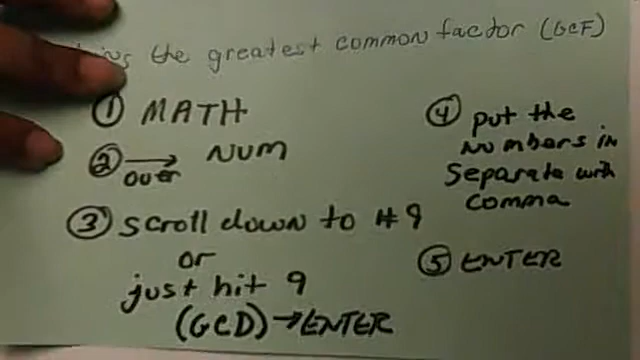 the greatest common factor (GCF)
① MATH
② → NUM
over
③ scroll down to #9
or
just hit 9
(GCD) → ENTER
④ put the
numbers in
separate with
comma
⑤ ENTER